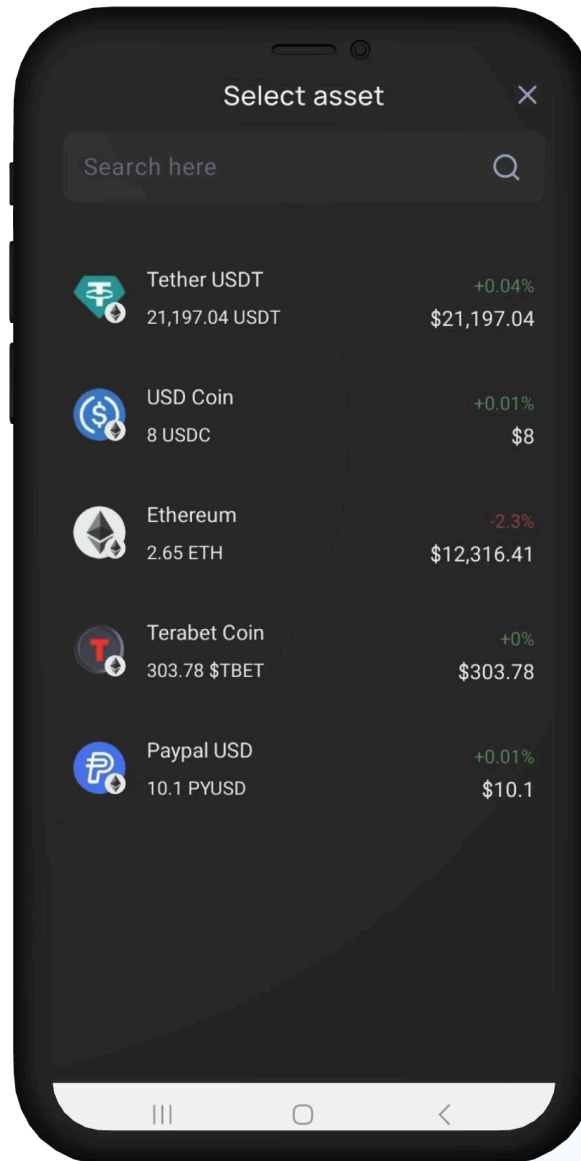 Select asset
Search here
Tether USDT
+0.04%
21,197.04 USDT
$21,197.04
USD Coin
+0.01%
8 USDC
$8
Ethereum
-2.3%
2.65 ETH
$12,316.41
Terabet Coin
+0%
303.78 $TBET
$303.78
Paypal USD
+0.01%
10.1 PYUSD
$10.1